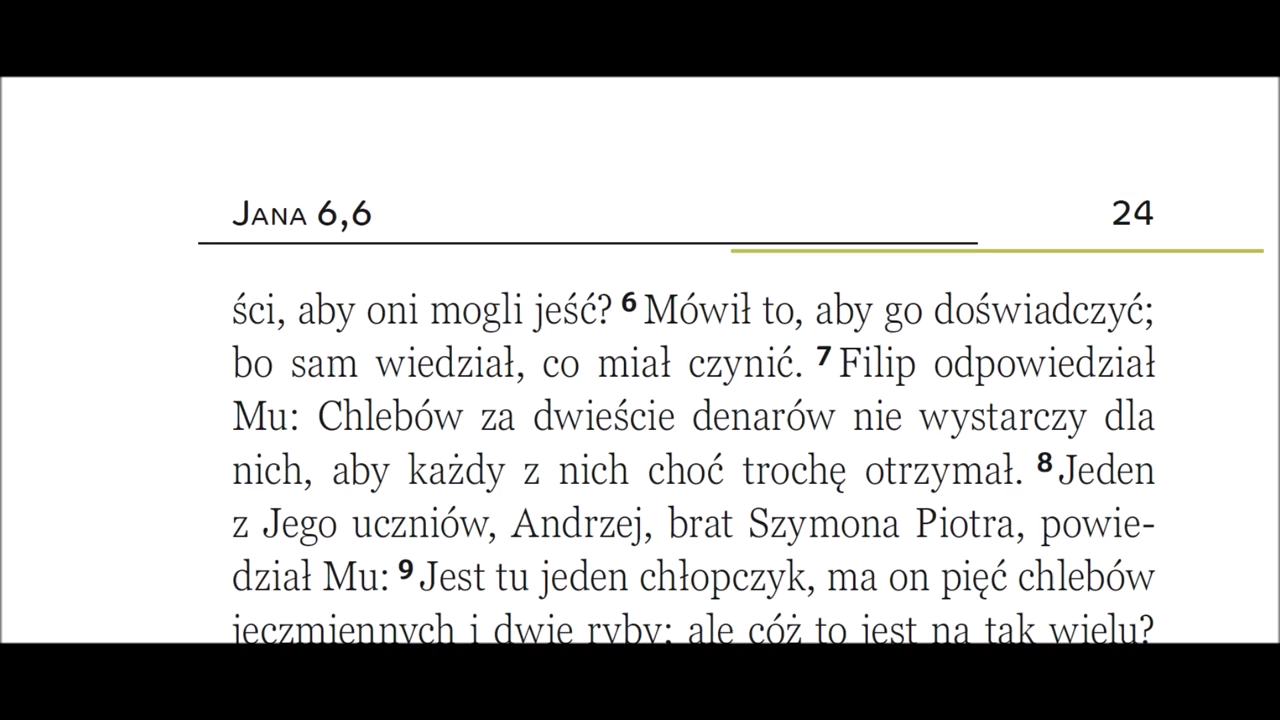 Jana 6,6 24
ści, aby oni mogli jeść? 6 Mówił to, aby go doświadczyć;
bo sam wiedział, co miał czynić. 7 Filip odpowiedział
Mu: Chlebów za dwieście denarów nie wystarczy dla
nich, aby każdy z nich choć trochę otrzymał. 8 Jeden
z Jego uczniów, Andrzej, brat Szymona Piotra, powie-
dział Mu: 9 Jest tu jeden chłopczyk, ma on pięć chlebów
jęczmiennych i dwie ryby; ale cóż to jest na tak wielu?